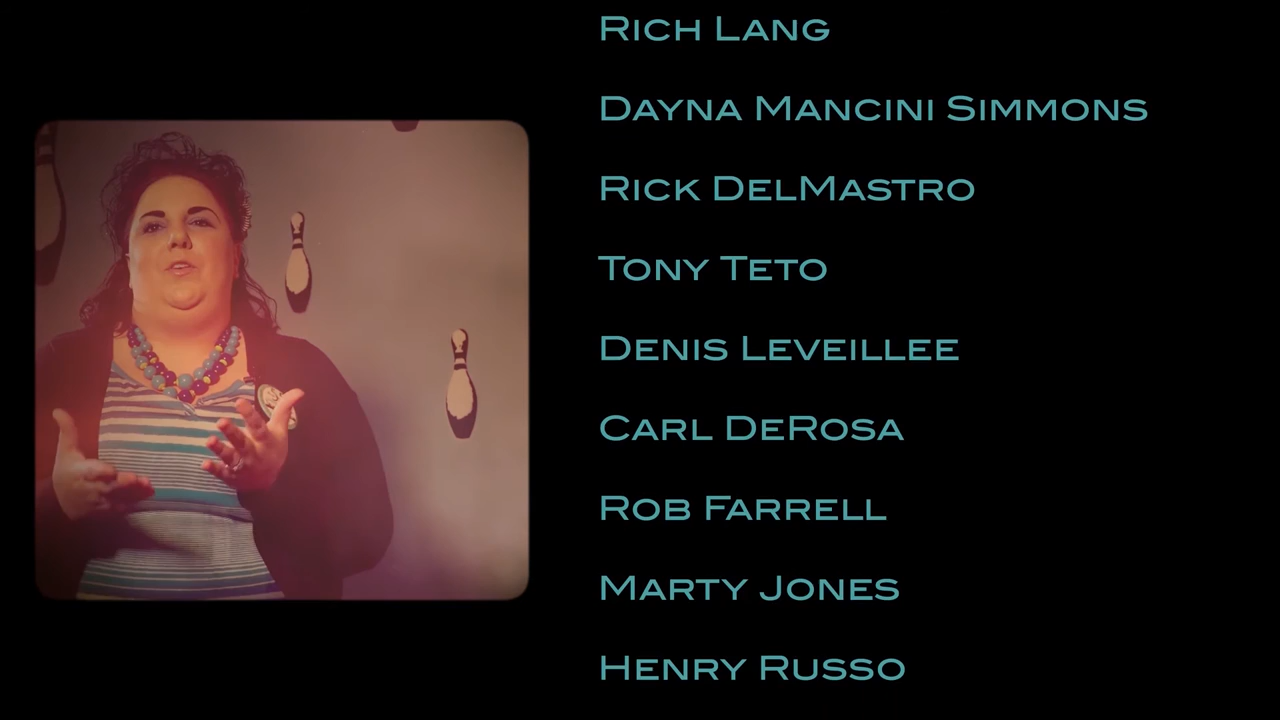 Rich Lang
Dayna Mancini Simmons
Rick DelMastro
Tony Teto
Denis Leveillee
Carl DeRosa
Rob Farrell
Marty Jones
Henry Russo